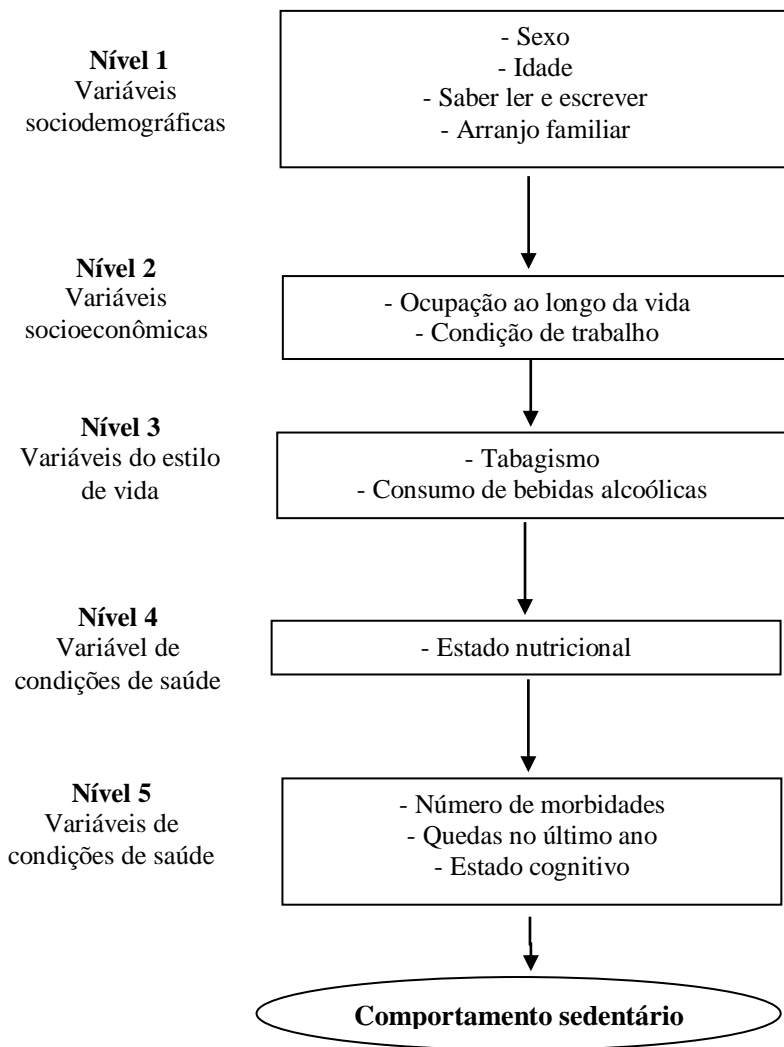 Nível 1
Variáveis
sociodemográficas
- Sexo
- Idade
- Saber ler e escrever
- Arranjo familiar
Nível 2
Variáveis
socioeconômicas
- Ocupação ao longo da vida
- Condição de trabalho
Nível 3
Variáveis do estilo
de vida
- Tabagismo
- Consumo de bebidas alcoólicas
Nível 4
Variável de
condições de saúde
- Estado nutricional
Nível 5
Variáveis de
condições de saúde
- Número de morbidades
- Quedas no último ano
- Estado cognitivo
Comportamento sedentário